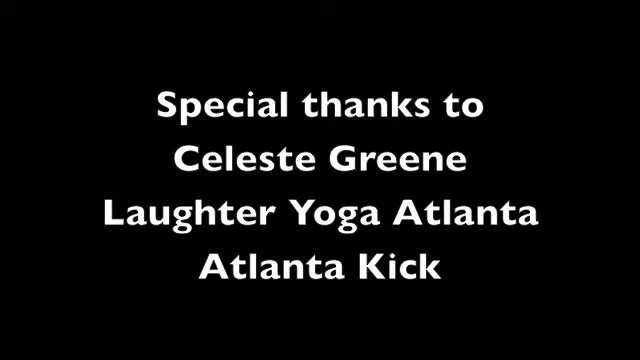 Special thanks to
Celeste Greene
Laughter Yoga Atlanta
Atlanta Kick